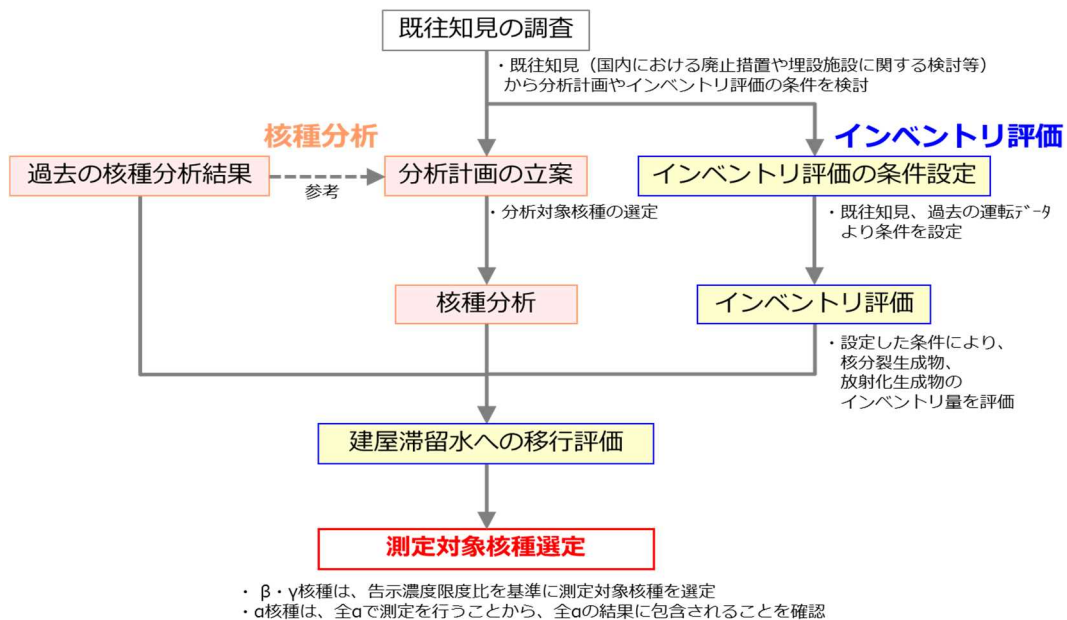 既往知見の調査
・既往知見（国内における廃止措置や埋設施設に関する検討等）
から分析計画やインベントリ評価の条件を検討
核種分析
インベントリ評価
過去の核種分析結果
参考
分析計画の立案
インベントリ評価の条件設定
・分析対象核種の選定
・既往知見、過去の運転ﾃﾞｰﾀ
より条件を設定
核種分析
インベントリ評価
・設定した条件により、
核分裂生成物、
放射化生成物の
インベントリ量を評価
建屋滞留水への移行評価
測定対象核種選定
・ β・γ核種は、告示濃度限度比を基準に測定対象核種を選定
・α核種は、全αで測定を行うことから、全αの結果に包含されることを確認